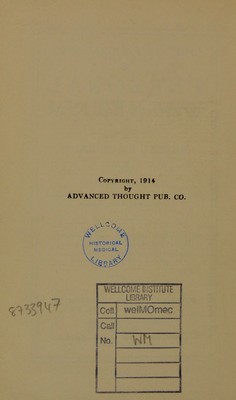 COPYRIGHT, 1914
by
ADVANCED THOUGHT PUB. CO.
WELLCOME
HISTORICAL
MEDICAL
LIBRARY
8733947
WELLCOME INSTITUTE
LIBRARY
Coll. welMOmec
Call
No. WM